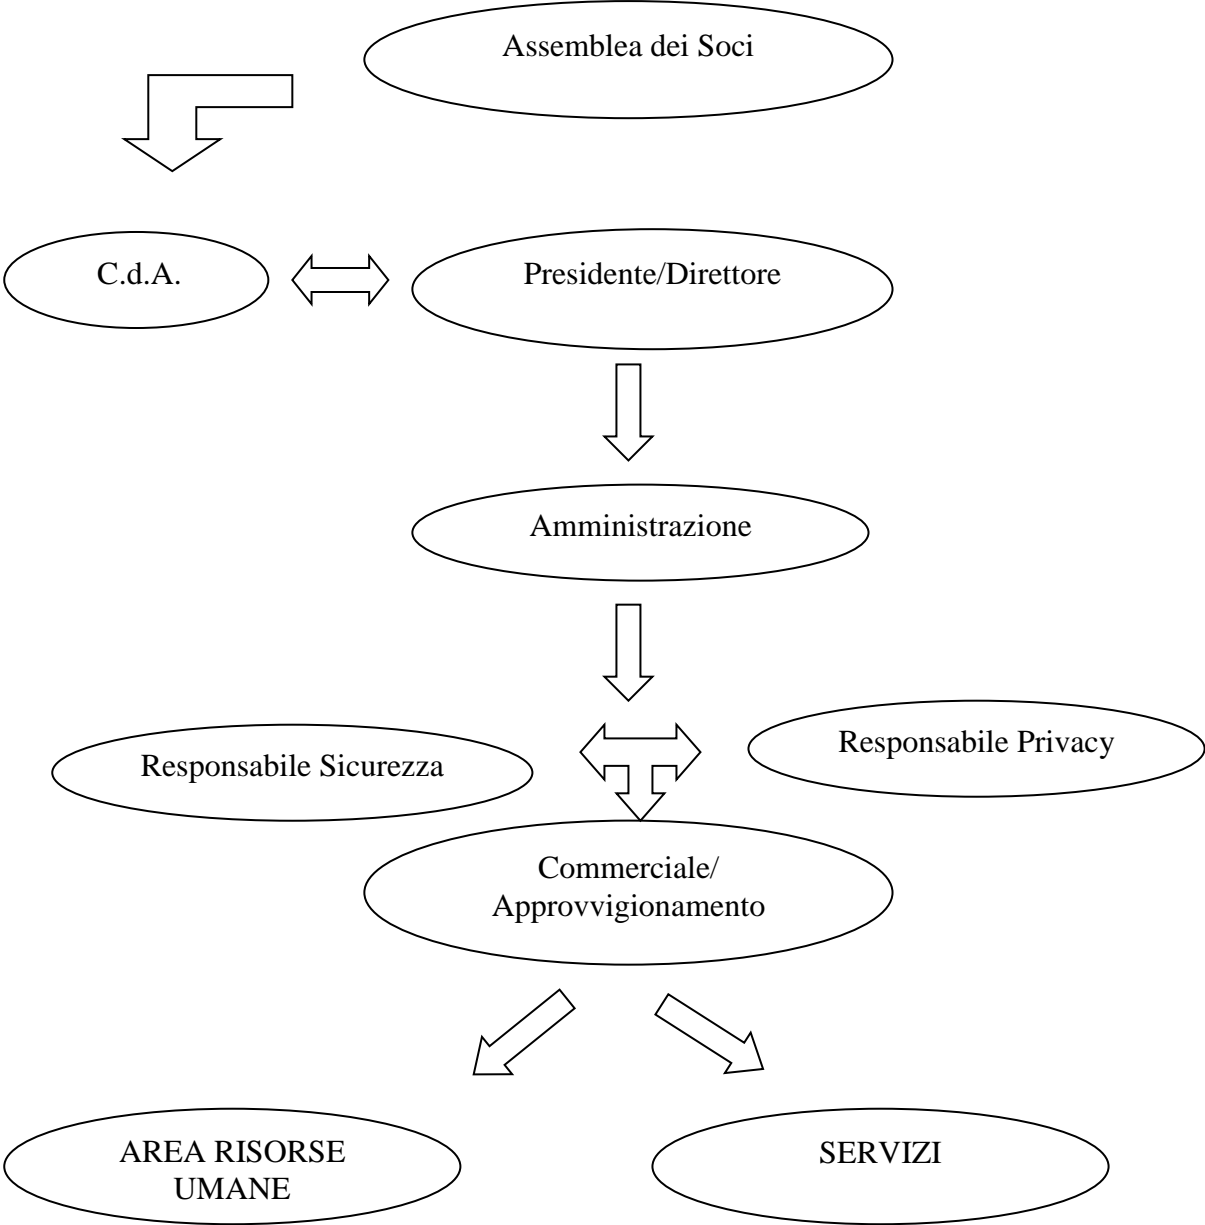 Assemblea dei Soci
C.d.A.
Presidente/Direttore
Amministrazione
Responsabile Sicurezza
Responsabile Privacy
Commerciale/
Approvvigionamento
AREA RISORSE
UMANE
SERVIZI